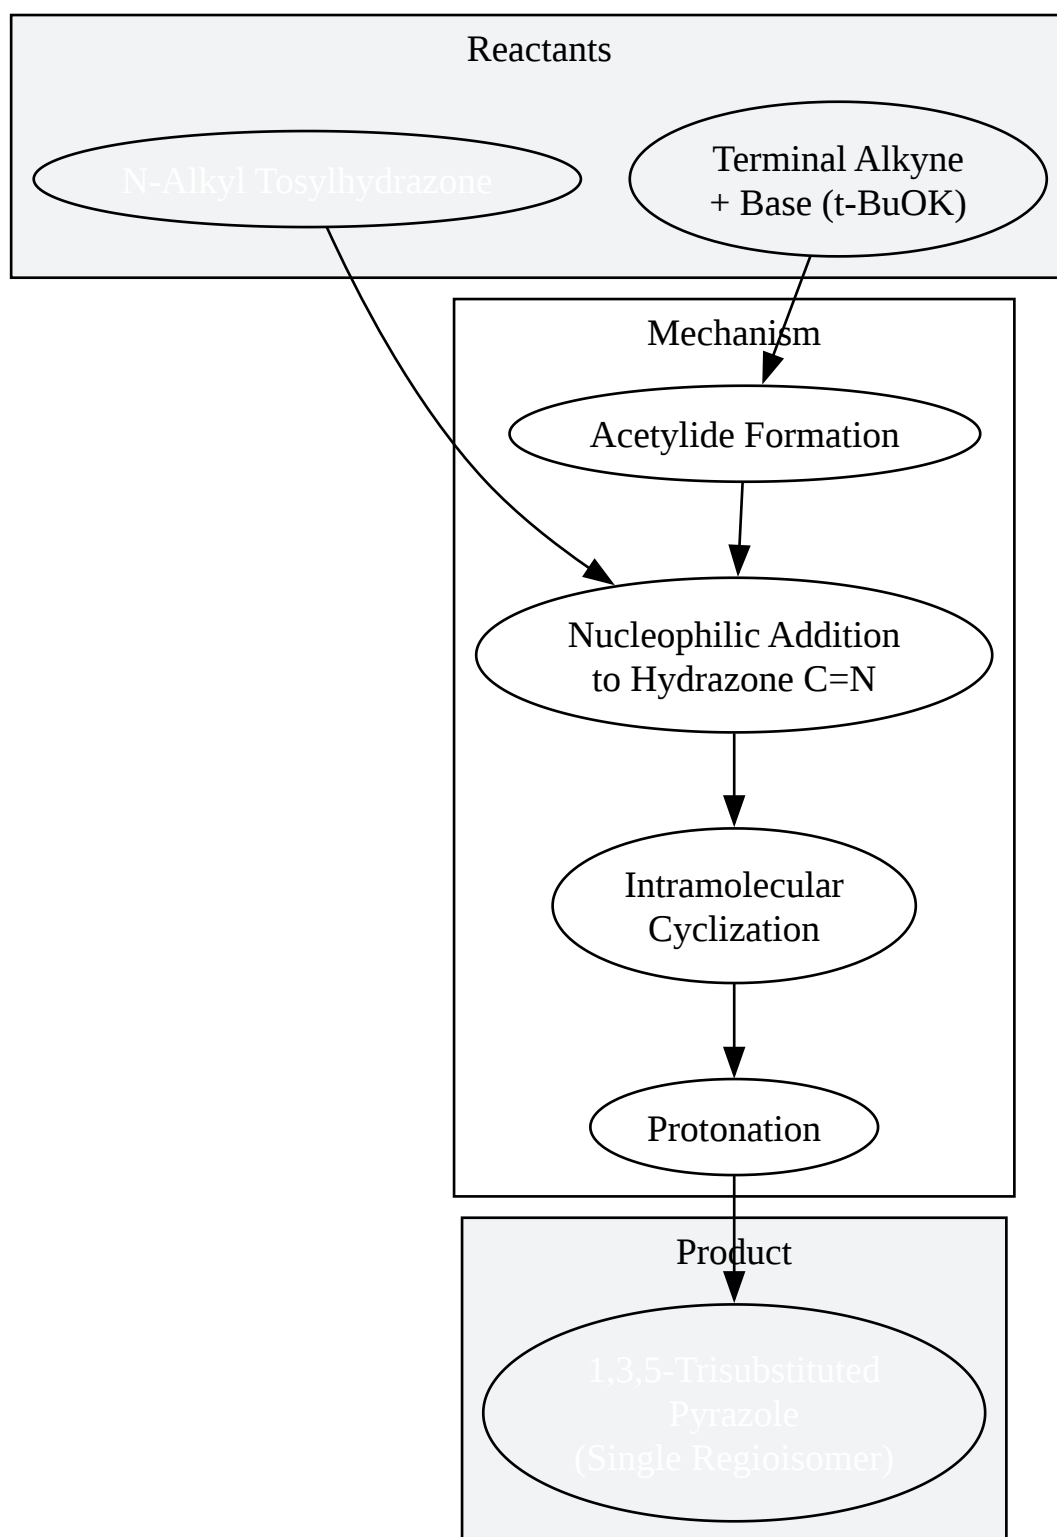 Reactants
N-Alkyl Tosylhydrazone
Terminal Alkyne
+ Base (t-BuOK)
Mechanism
Acetylide Formation
Nucleophilic Addition
to Hydrazone C=N
Intramolecular
Cyclization
Protonation
Product
1,3,5-Trisubstituted
Pyrazole
(Single Regioisomer)